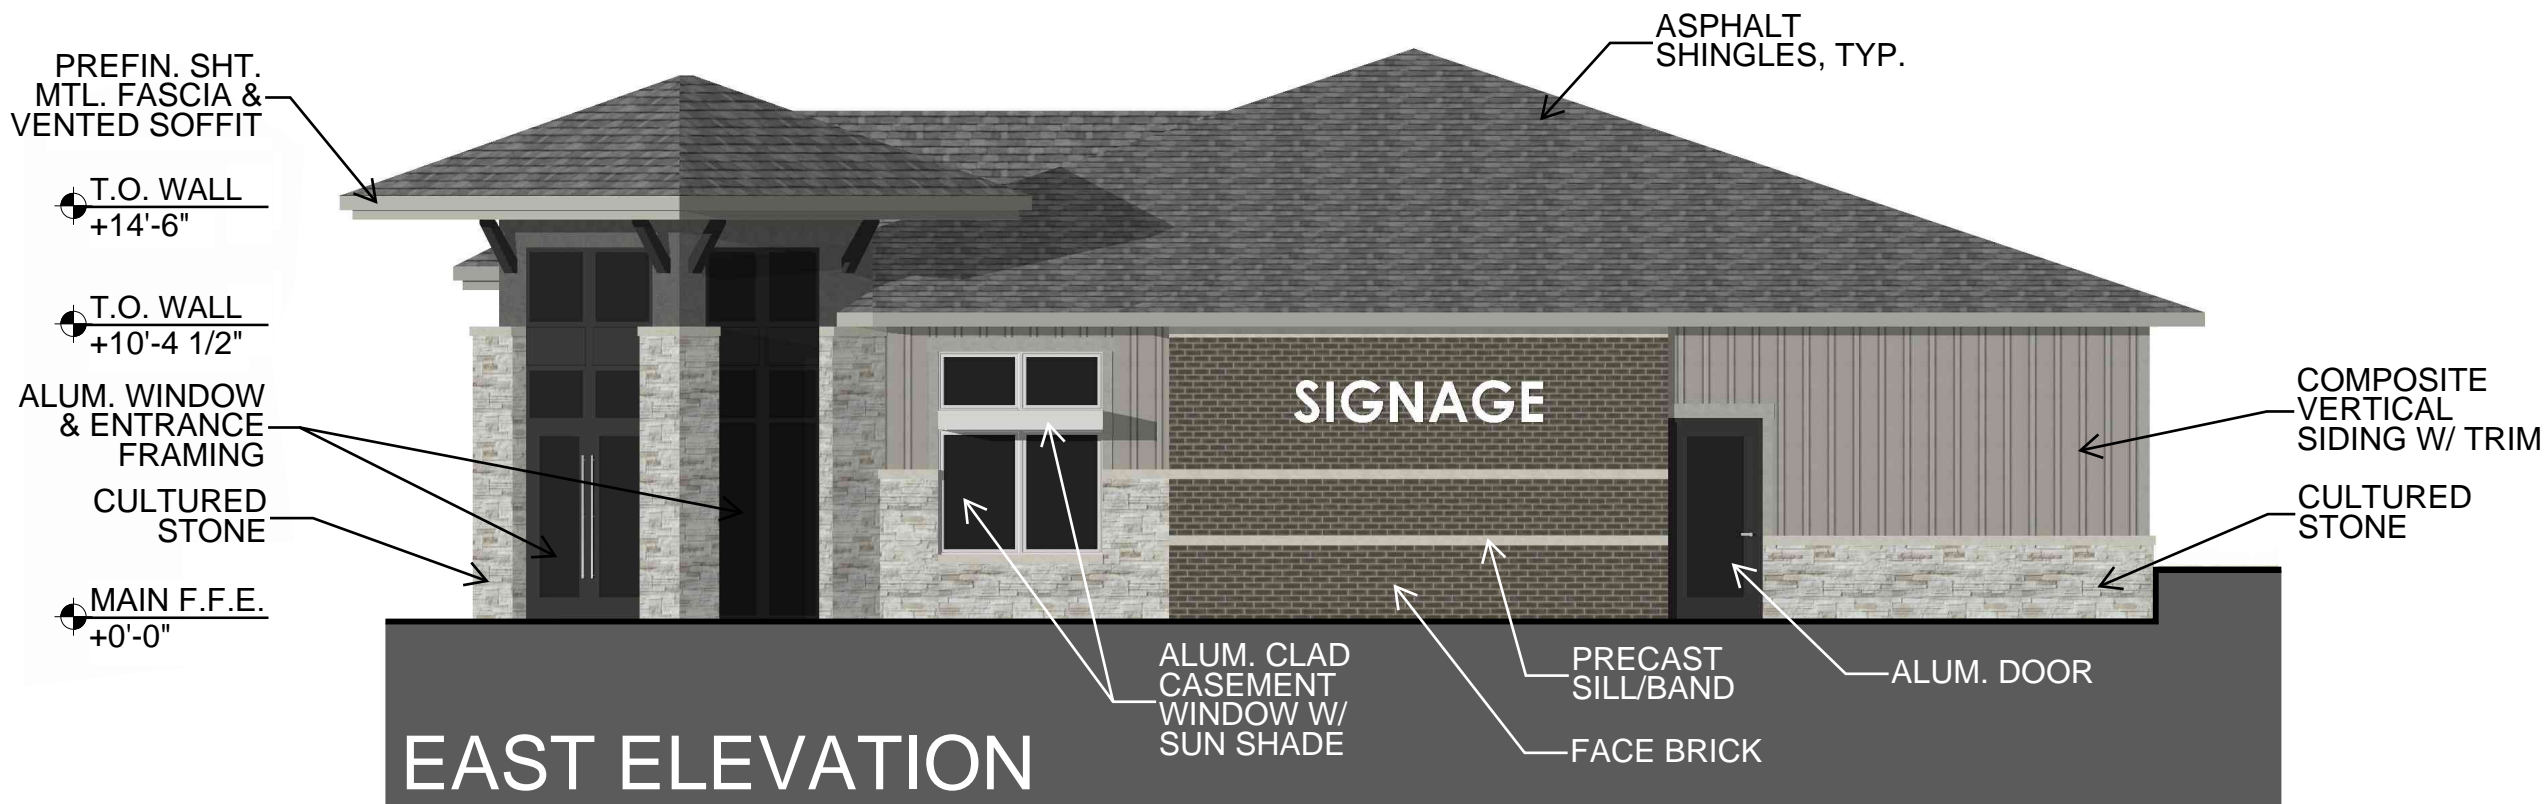 PREFIN. SHT.
MTL. FASCIA &
VENTED SOFFIT
T.O. WALL
+14'-6"
T.O. WALL
+10'-4 1/2"
ALUM. WINDOW
& ENTRANCE
FRAMING
CULTURED
STONE
MAIN F.F.E.
+0'-0"
ASPHALT
SHINGLES, TYP.
SIGNAGE
COMPOSITE
VERTICAL
SIDING W/ TRIM
CULTURED
STONE
ALUM. CLAD
CASEMENT
WINDOW W/
SUN SHADE
PRECAST
SILL/BAND
FACE BRICK
ALUM. DOOR
EAST ELEVATION